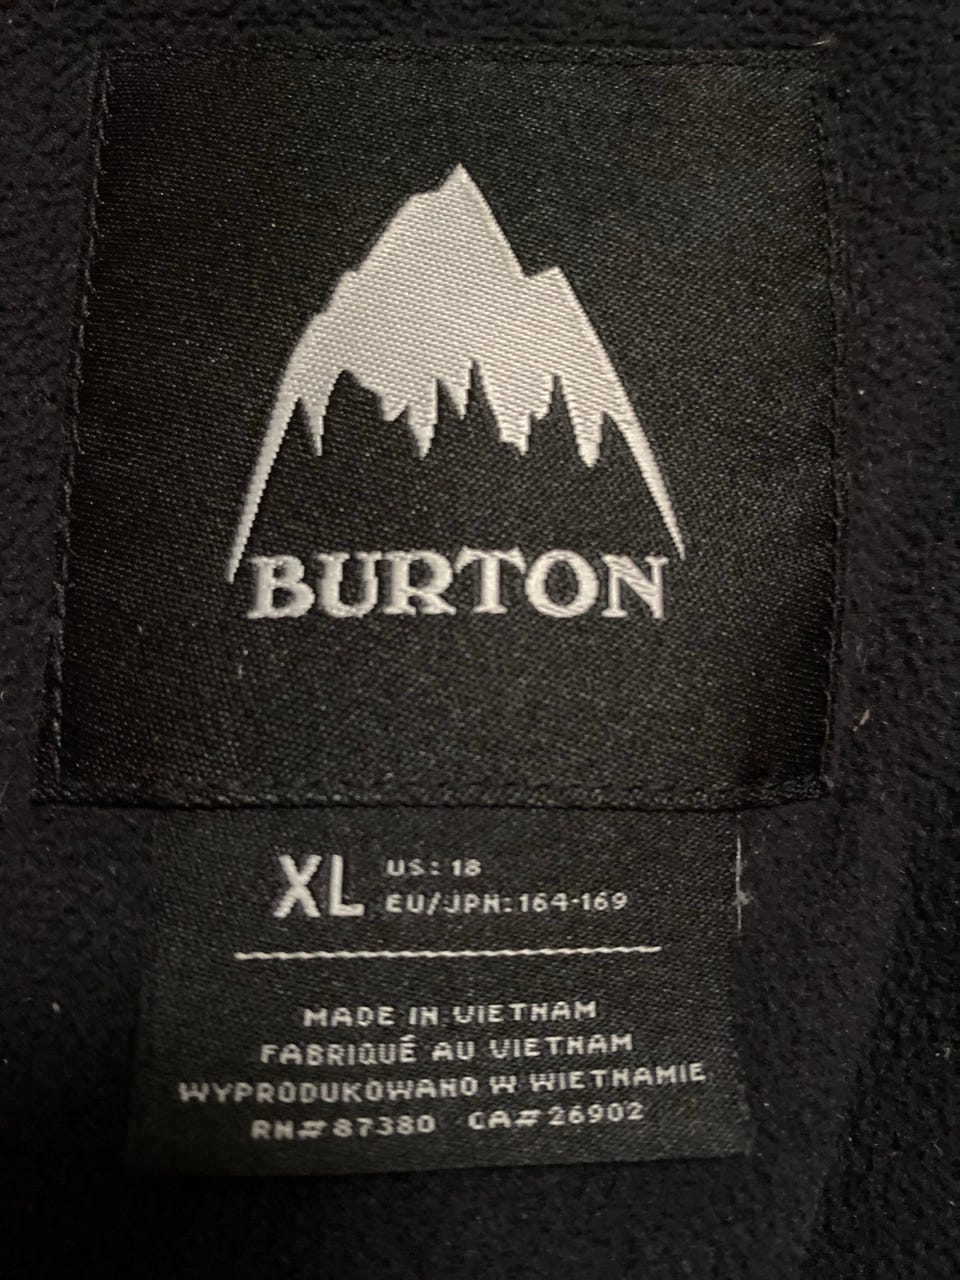 BURTON
XL US: 18
EU/JPN: 164-169
MADE IN VIETNAM
FABRIQUÉ AU VIETNAM
WYPRODUKOWANO W WIETNAMIE
RN# 87380 CA# 26902